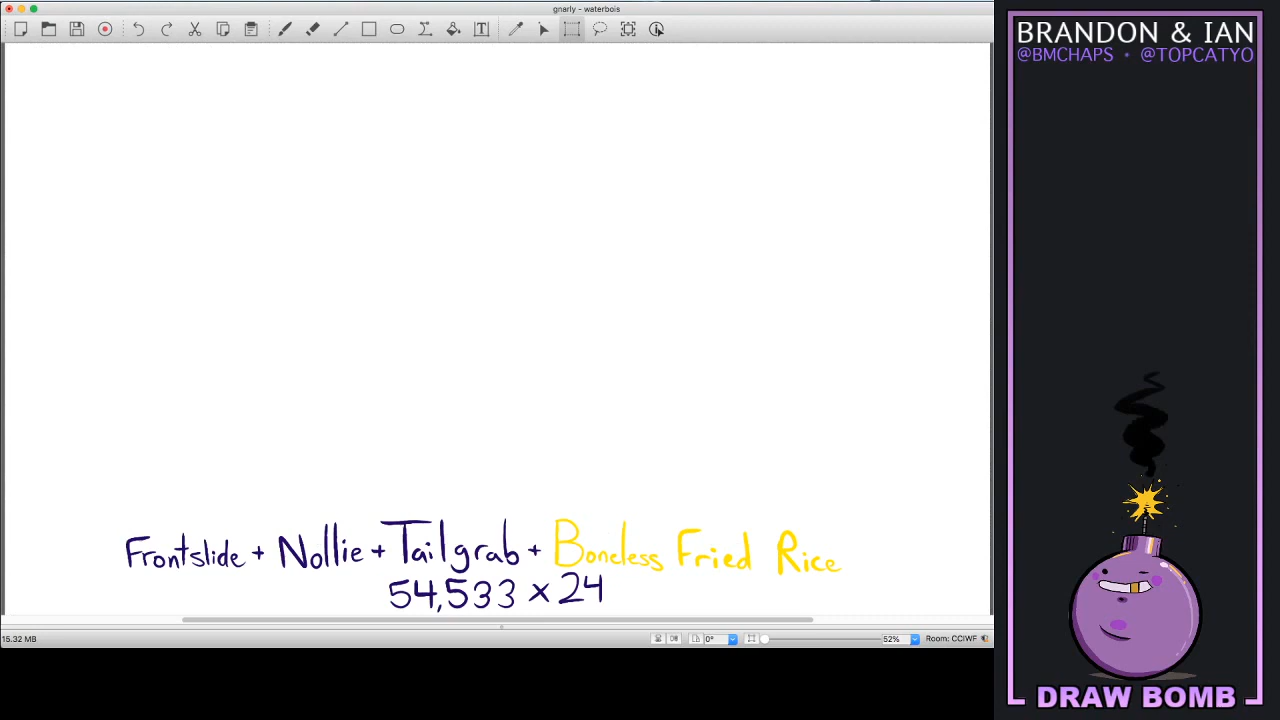 gnarly - waterbois
BRANDON & IAN
@BMCHAPS • @TOPCATYO
Frontslide + Nollie + Tailgrab + Boneless Fried Rice
54,533 x 24
15.32 MB
0°
52%
Room: CCIWF
DRAW BOMB